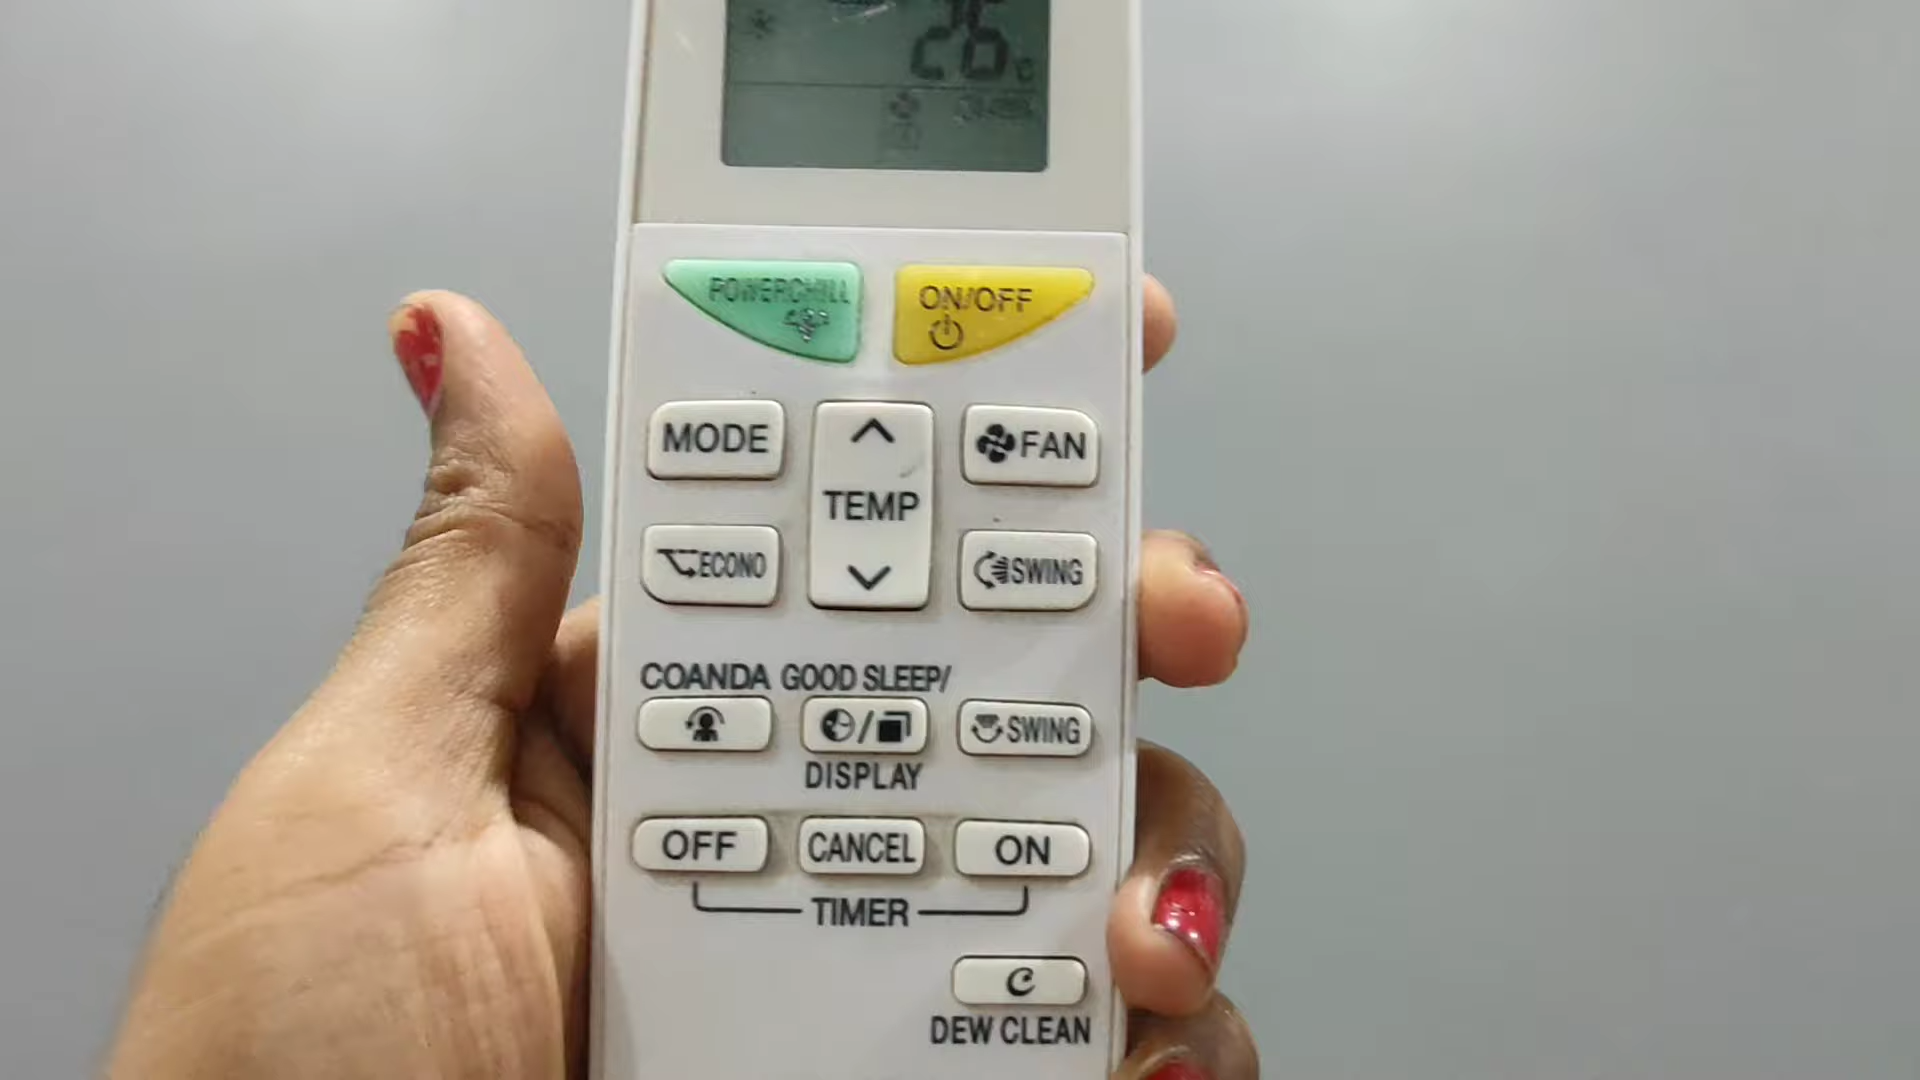 26°C
POWERCHILL
ON/OFF
MODE
TEMP
FAN
ECONO
SWING
COANDA
GOOD SLEEP/
DISPLAY
SWING
OFF
CANCEL
ON
TIMER
DEW CLEAN